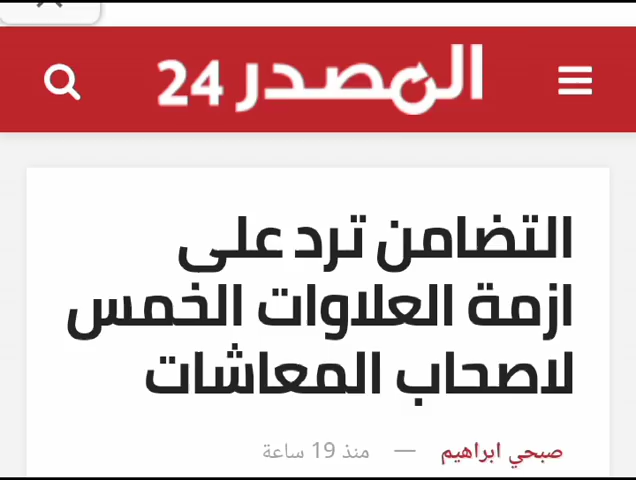 المصدر 24
التضامن ترد على
ازمة العلاوات الخمس
لاصحاب المعاشات
صبحي ابراهيم — منذ 19 ساعة